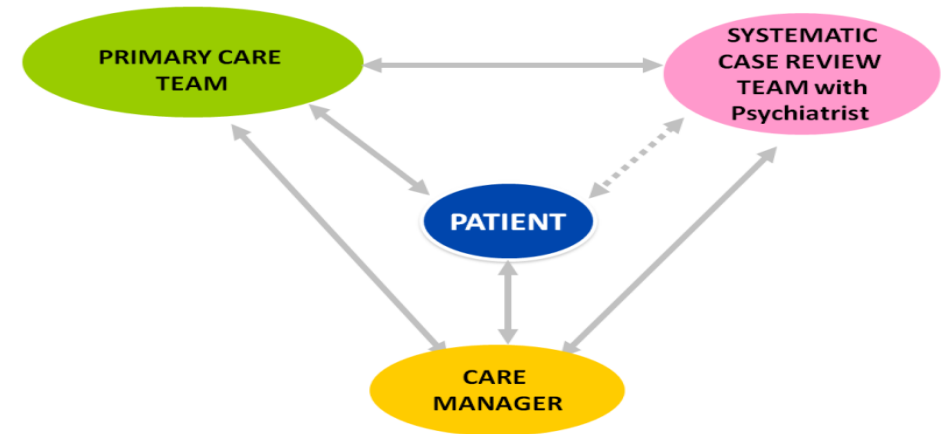 PRIMARY CARE
TEAM
SYSTEMATIC
CASE REVIEW
TEAM with
Psychiatrist
PATIENT
CARE
MANAGER